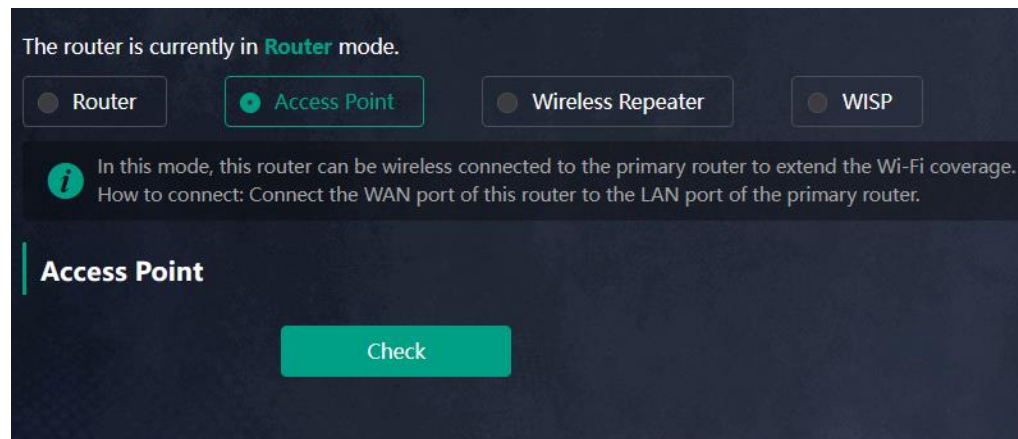 The router is currently in Router mode.
Router
Access Point
Wireless Repeater
WISP
In this mode, this router can be wireless connected to the primary router to extend the Wi-Fi coverage.
How to connect: Connect the WAN port of this router to the LAN port of the primary router.
Access Point
Check